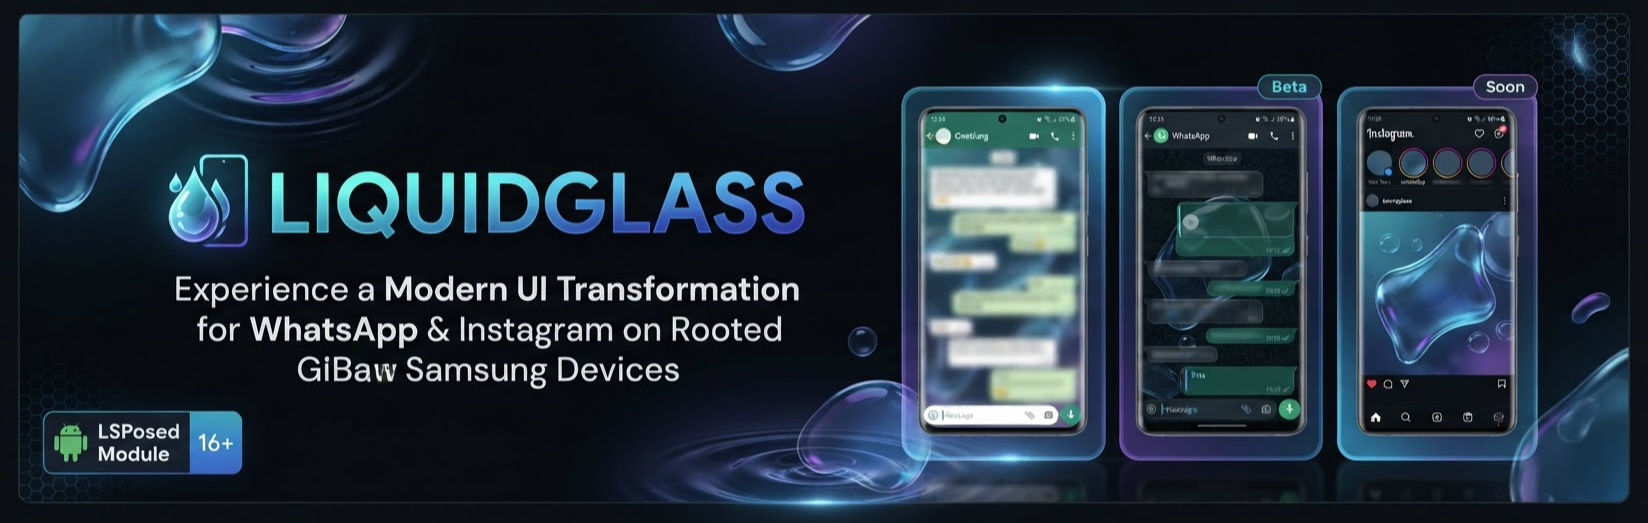 LIQUIDGLASS
Experience a Modern UI Transformation
for WhatsApp & Instagram on Rooted
GiBaw Samsung Devices
LSPosed
Module
16+
Beta
WhatsApp
Soon
Instagram